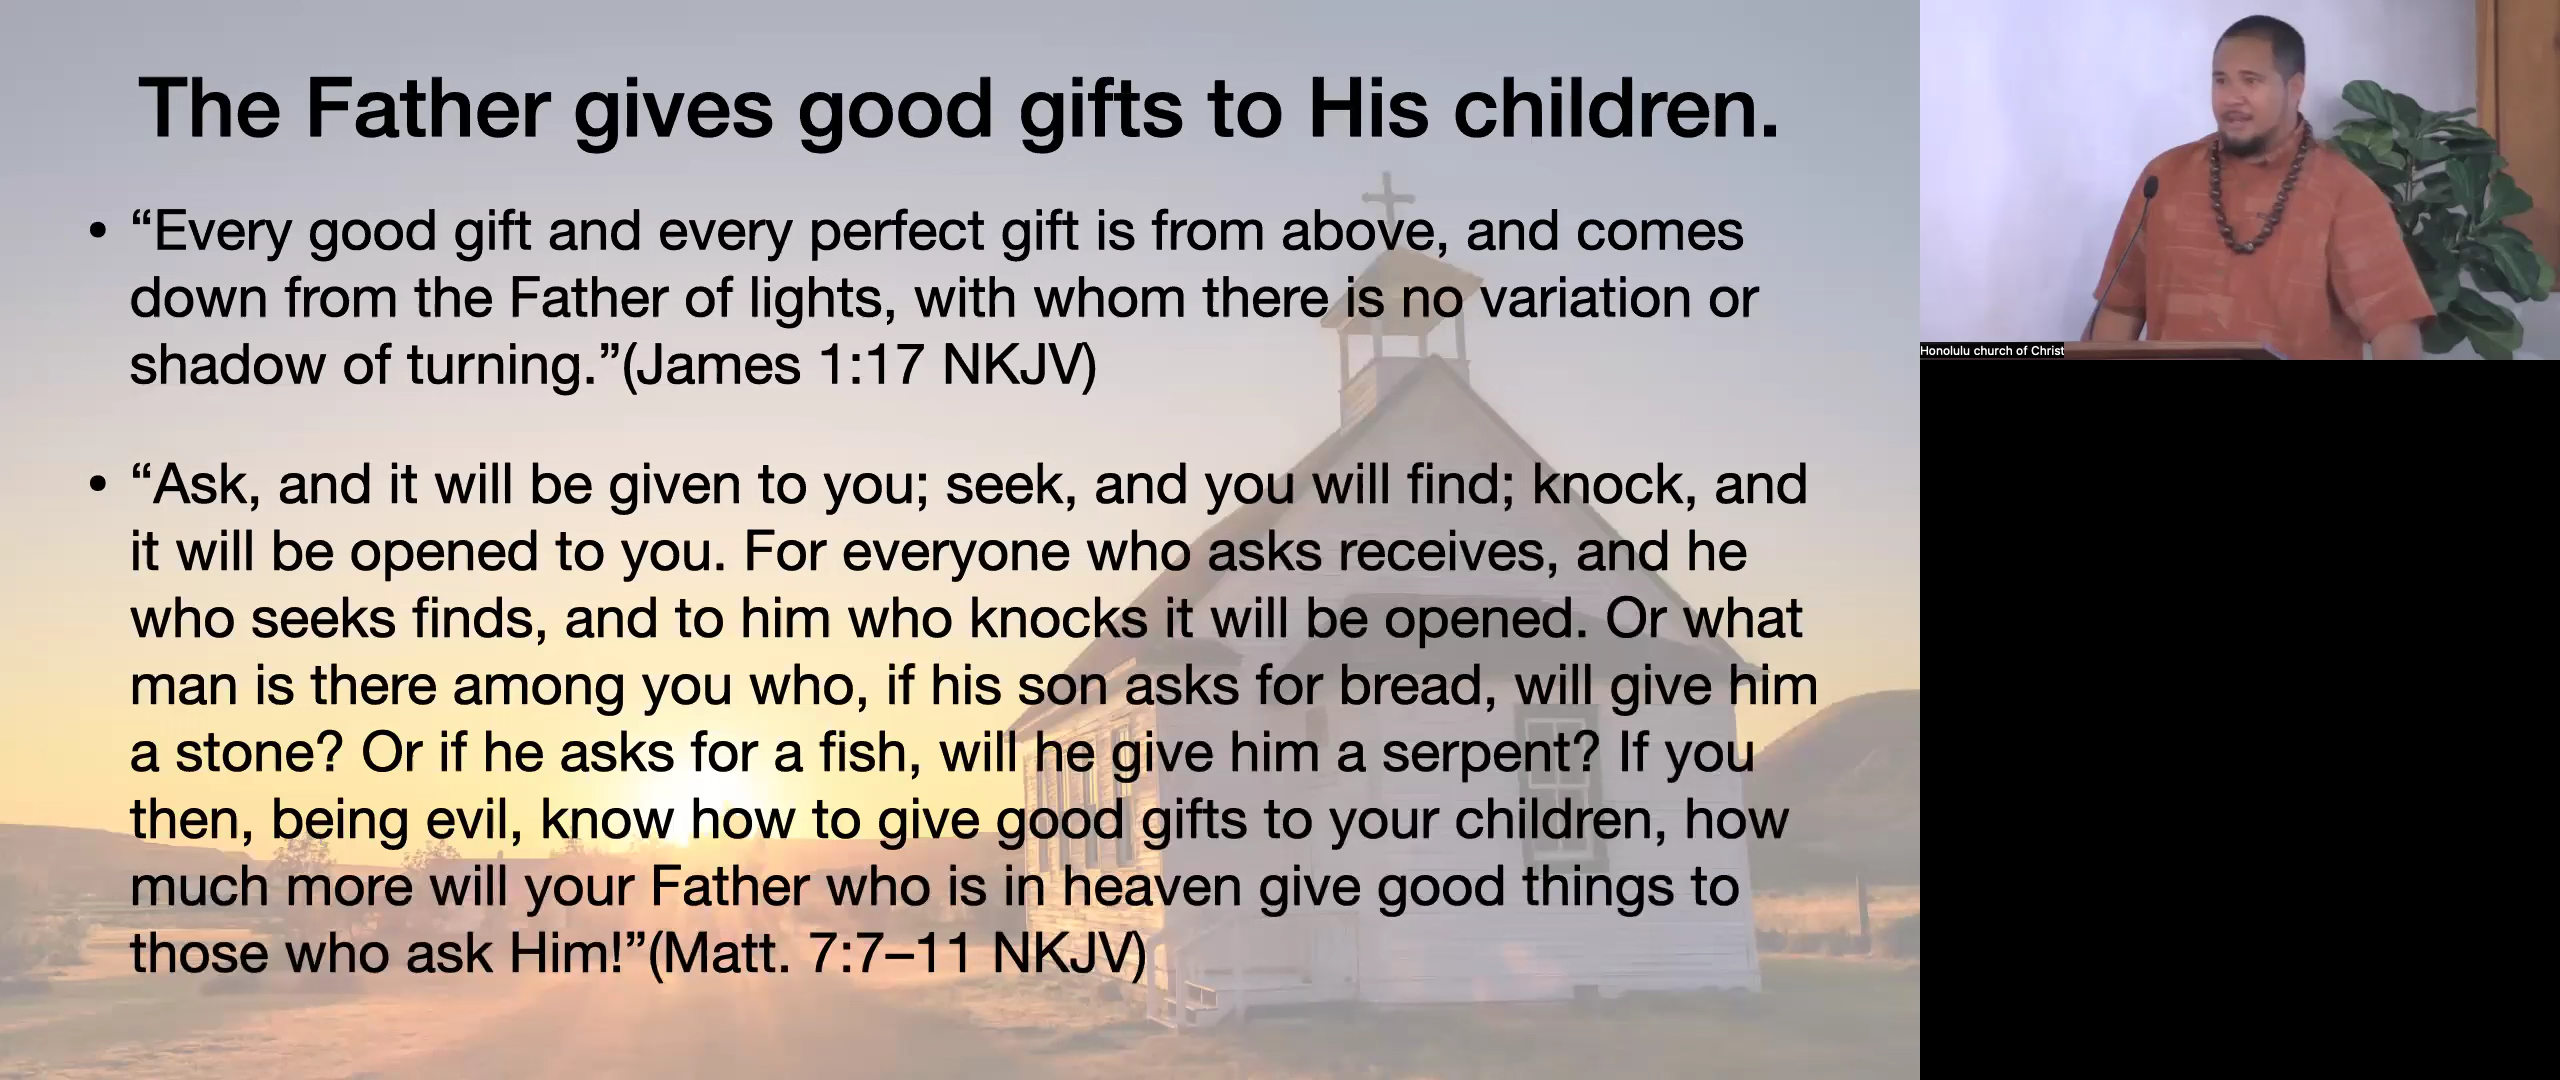 The Father gives good gifts to His children.
• “Every good gift and every perfect gift is from above, and comes
down from the Father of lights, with whom there is no variation or
shadow of turning.”(James 1:17 NKJV)
• “Ask, and it will be given to you; seek, and you will find; knock, and
it will be opened to you. For everyone who asks receives, and he
who seeks finds, and to him who knocks it will be opened. Or what
man is there among you who, if his son asks for bread, will give him
a stone? Or if he asks for a fish, will he give him a serpent? If you
then, being evil, know how to give good gifts to your children, how
much more will your Father who is in heaven give good things to
those who ask Him!”(Matt. 7:7–11 NKJV)
Honolulu church of Christ